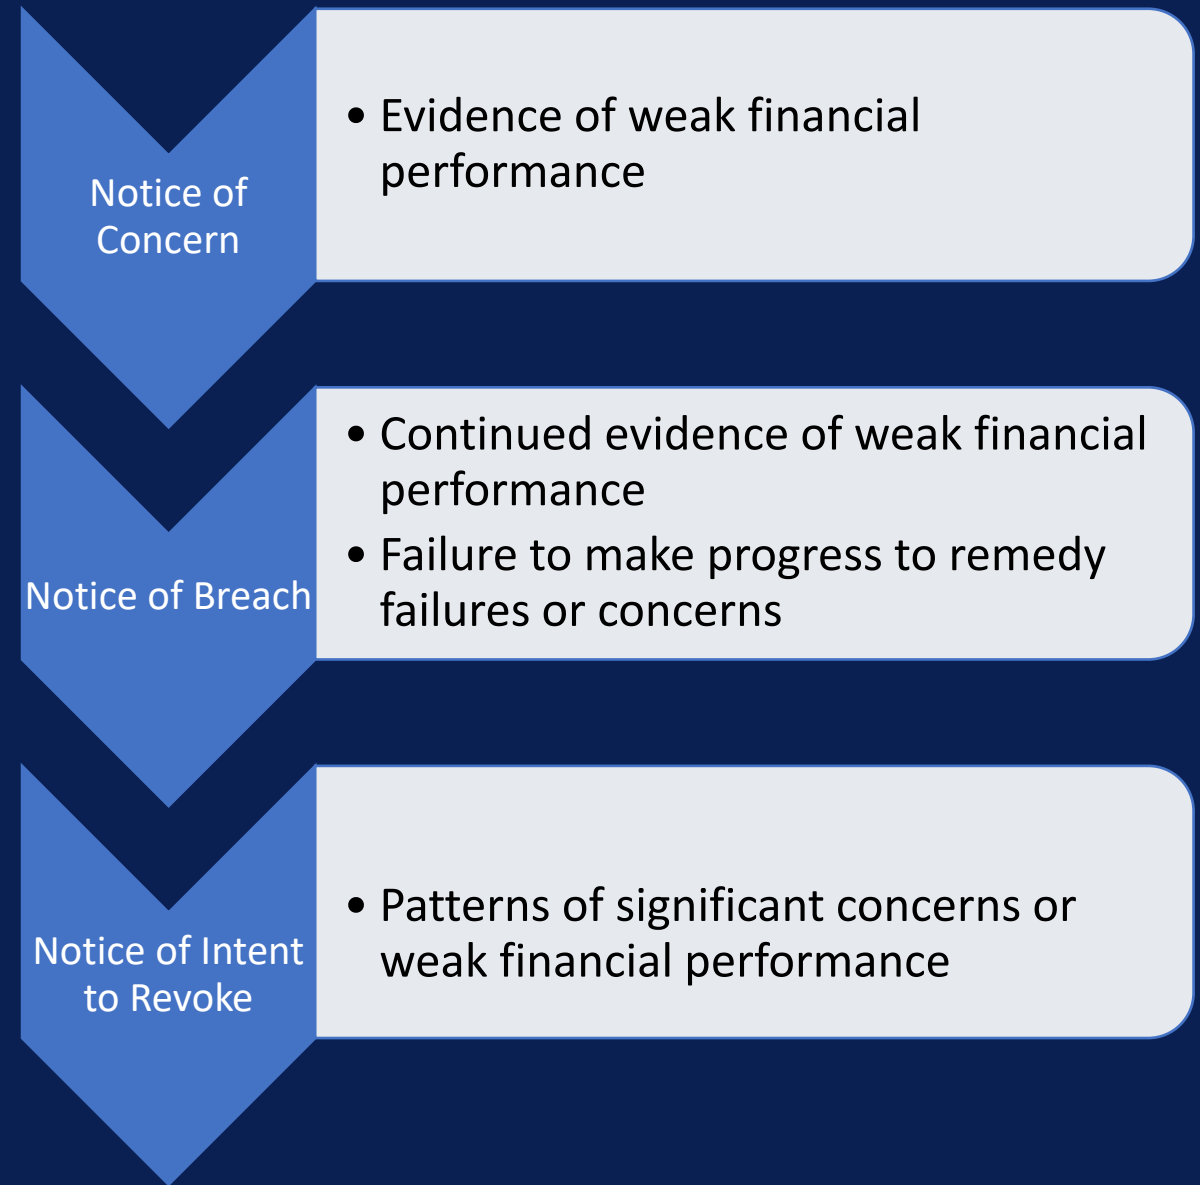 Notice of
Concern
• Evidence of weak financial
performance
Notice of Breach
• Continued evidence of weak financial
performance
• Failure to make progress to remedy
failures or concerns
Notice of Intent
to Revoke
• Patterns of significant concerns or
weak financial performance